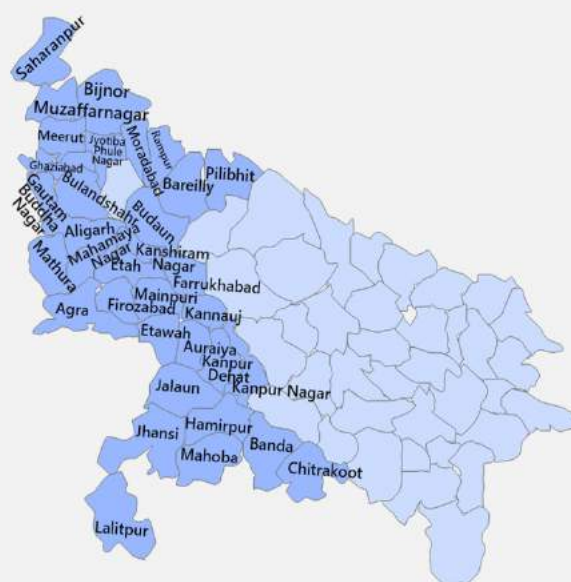 Saharanpur
Bijnor
Muzaffarnagar
Meerut
Jyotiba
Phule
Nagar
Moradabad
Rampur
Bareilly
Pilibhit
Ghaziabad
Gautam
Buddha
Nagar
Bulandshahr
Budaun
Aligarh
Mahamaya
Nagar
Kanshiram
Nagar
Mathura
Etah
Farrukhabad
Mainpuri
Agra
Firozabad
Kannauj
Etawah
Auraiya
Kanpur
Dehat
Kanpur Nagar
Jalaun
Jhansi
Hamirpur
Banda
Mahoba
Chitrakoot
Lalitpur